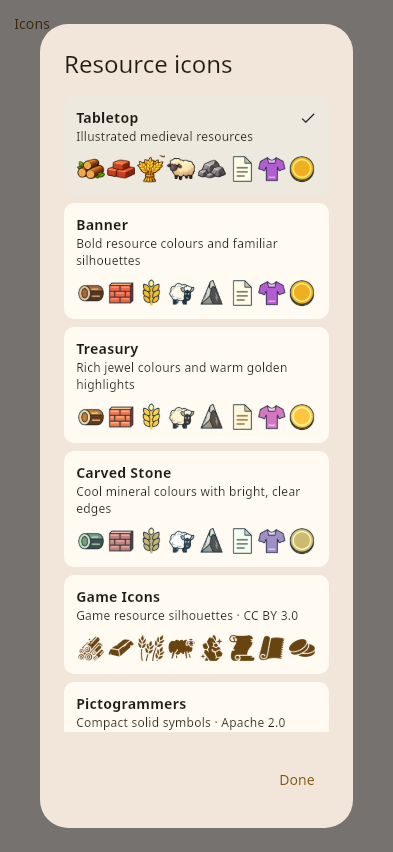 Icons
Resource icons
Tabletop
Illustrated medieval resources
Banner
Bold resource colours and familiar
silhouettes
Treasury
Rich jewel colours and warm golden
highlights
Carved Stone
Cool mineral colours with bright, clear
edges
Game Icons
Game resource silhouettes · CC BY 3.0
Pictogrammers
Compact solid symbols · Apache 2.0
Done